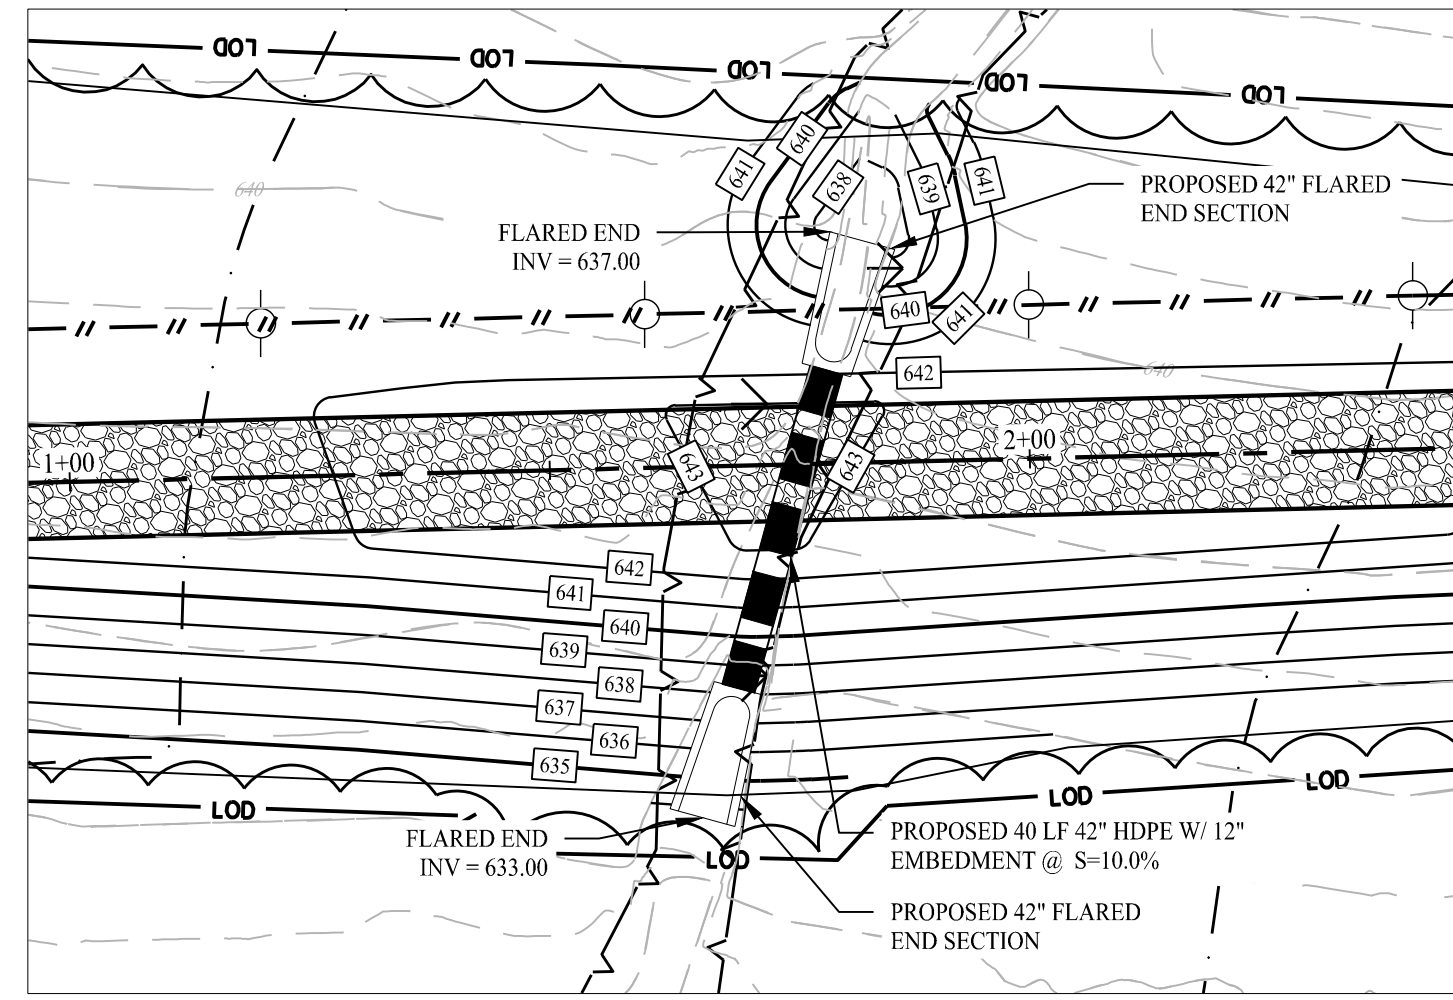 LOD
LOD
LOD
LOD
LOD
640
641
638
639
641
640
PROPOSED 42" FLARED
END SECTION
FLARED END
INV = 637.00
640
641
642
640
1+00
2+00
643
643
642
641
640
639
638
637
636
635
LOD
LOD
LOD
LOD
FLARED END
INV = 633.00
PROPOSED 40 LF 42" HDPE W/ 12"
EMBEDMENT @ S=10.0%
PROPOSED 42" FLARED
END SECTION